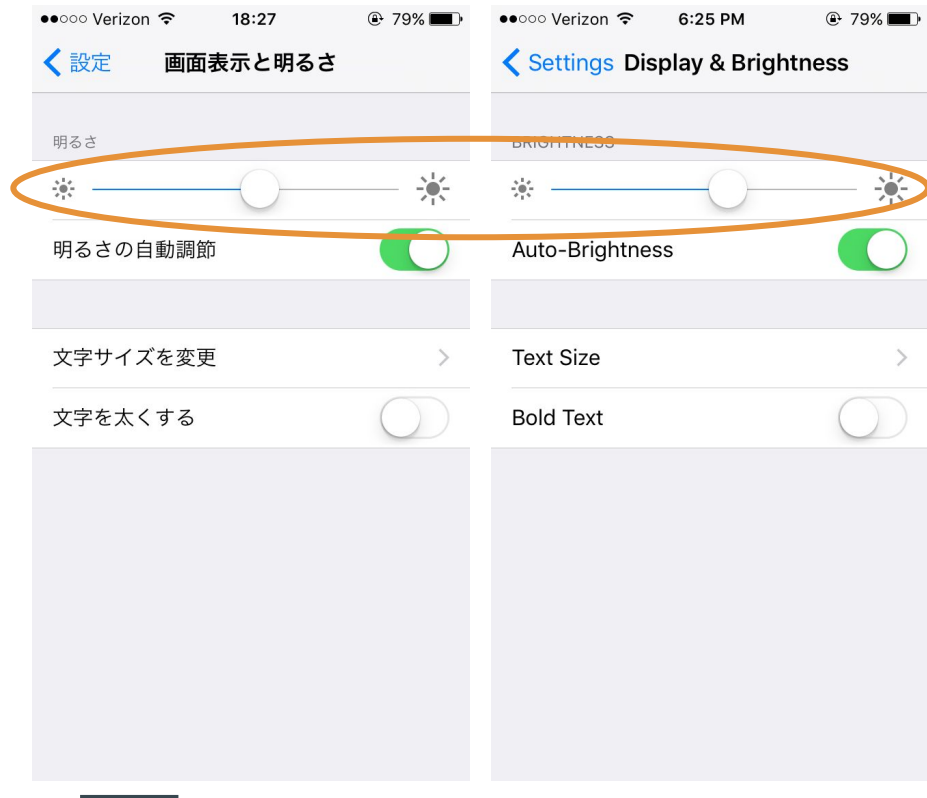 Verizon 18:27 79%
設定 画面表示と明るさ
明るさ
明るさの自動調節
文字サイズを変更
文字を太くする
Verizon 6:25 PM 79%
Settings Display & Brightness
BRIGHTNESS
Auto-Brightness
Text Size
Bold Text